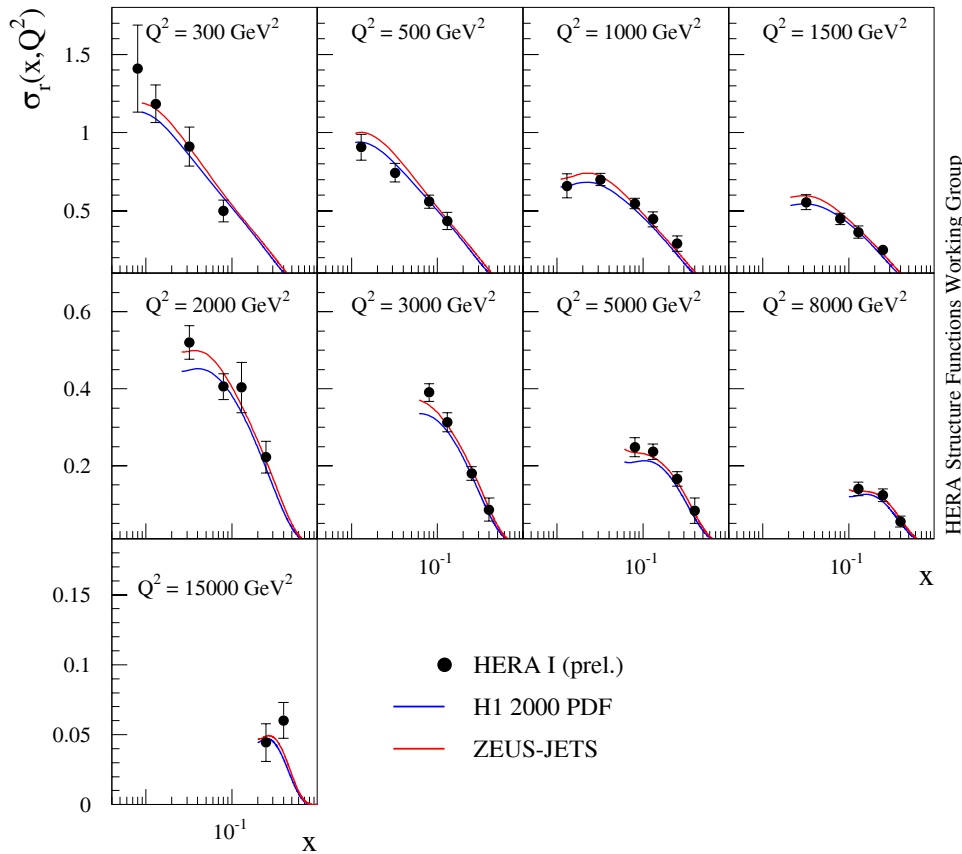 σr(x,Q²)
Q² = 300 GeV²
Q² = 500 GeV²
Q² = 1000 GeV²
Q² = 1500 GeV²
1.5
1
0.5
Q² = 2000 GeV²
Q² = 3000 GeV²
Q² = 5000 GeV²
Q² = 8000 GeV²
0.6
0.4
0.2
10⁻¹
10⁻¹
10⁻¹
x
Q² = 15000 GeV²
0.15
0.1
0.05
0
10⁻¹
x
HERA I (prel.)
H1 2000 PDF
ZEUS-JETS
HERA Structure Functions Working Group